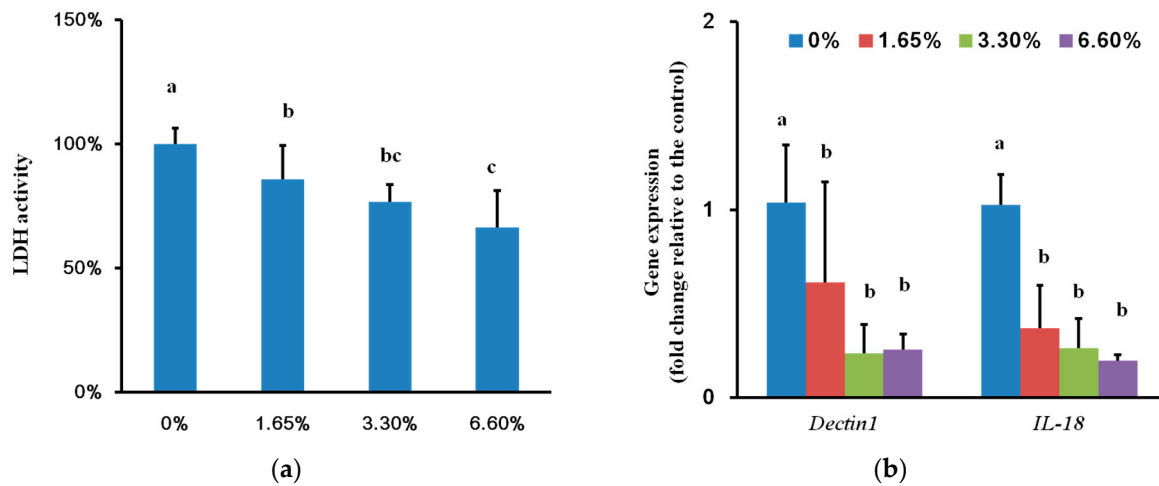 150%
100%
50%
0%
LDH activity
a
b
bc
c
0%
1.65%
3.30%
6.60%
(a)
2
1
0
Gene expression
(fold change relative to the control)
0% 1.65% 3.30% 6.60%
a
b
b
b
a
b
b
b
Dectin1
IL-18
(b)